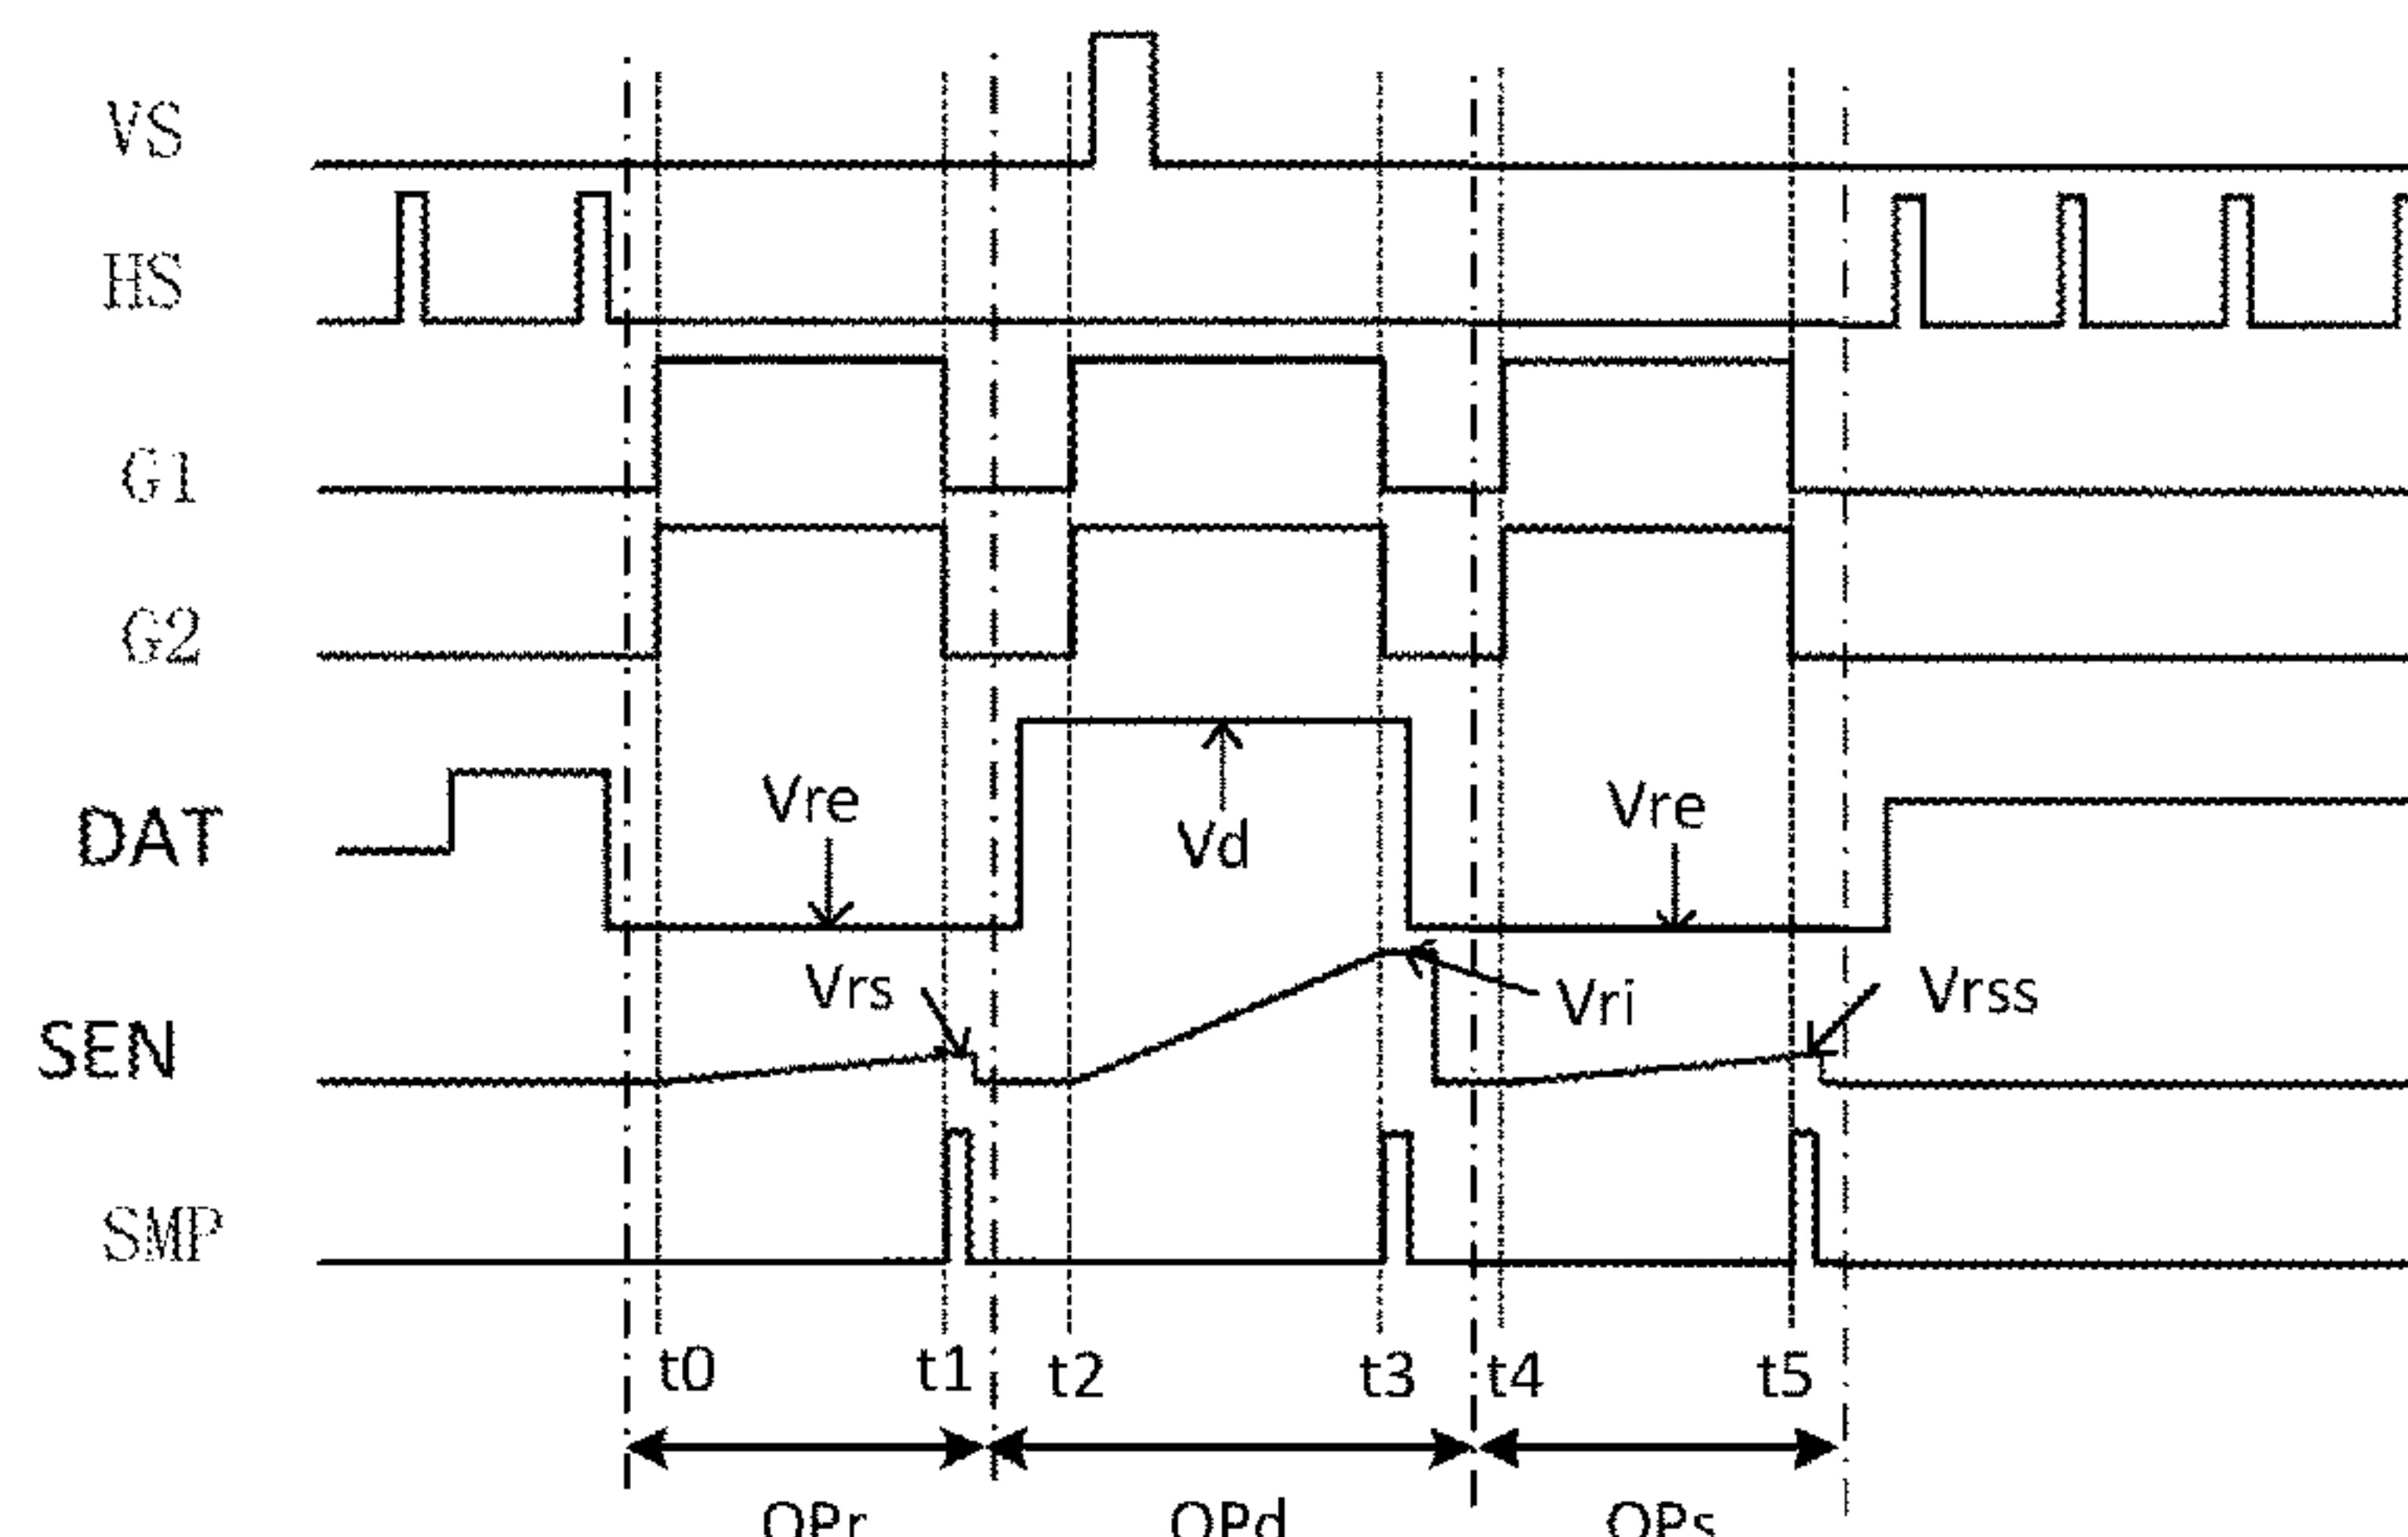 VS
HS
G1
G2
DAT
Vre
Vd
Vre
SEN
Vrs
Vri
Vrss
SMP
t0 t1 t2 t3 t4 t5
OPr OPd OPs